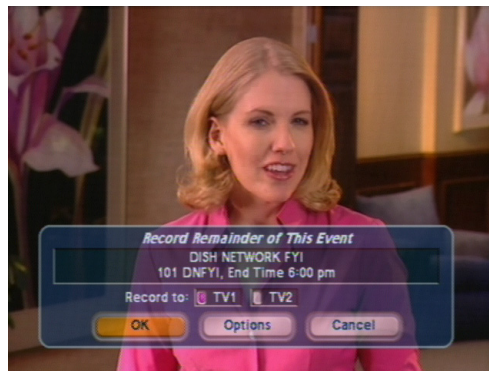 Record Remainder of This Event
DISH NETWORK FYI
101 DNFYI, End Time 6:00 pm
Record to: TV1 TV2
OK Options Cancel